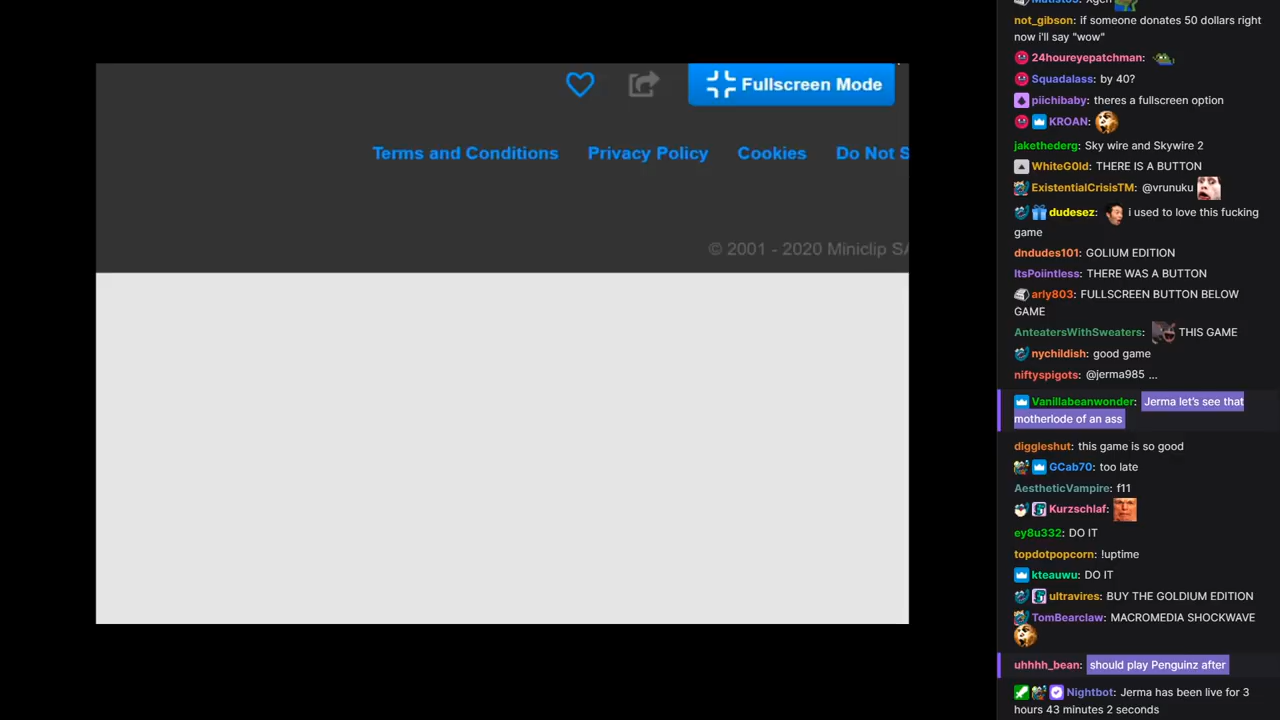 Fullscreen Mode
Terms and Conditions Privacy Policy Cookies Do Not S
© 2001 - 2020 Miniclip SA
not_gibson: if someone donates 50 dollars right
now i'll say "wow"
24houreyepatchman:
Squadalass: by 40?
piichibaby: theres a fullscreen option
KROAN:
jakethederg: Sky wire and Skywire 2
WhiteG0ld: THERE IS A BUTTON
ExistentialCrisisTM: @vrunuku
dudesez: i used to love this fucking
game
dndudes101: GOLIUM EDITION
ItsPoiintless: THERE WAS A BUTTON
arly803: FULLSCREEN BUTTON BELOW
GAME
AnteatersWithSweaters: THIS GAME
nychildish: good game
niftyspigots: @jerma985 ...
Vanillabeanwonder: Jerma let's see that
motherlode of an ass
diggleshut: this game is so good
GCab70: too late
AestheticVampire: f11
Kurzschlaf:
ey8u332: DO IT
topdotpopcorn: !uptime
kteauwu: DO IT
ultravires: BUY THE GOLDIUM EDITION
TomBearclaw: MACROMEDIA SHOCKWAVE
uhhhh_bean: should play Penguinz after
Nightbot: Jerma has been live for 3
hours 43 minutes 2 seconds